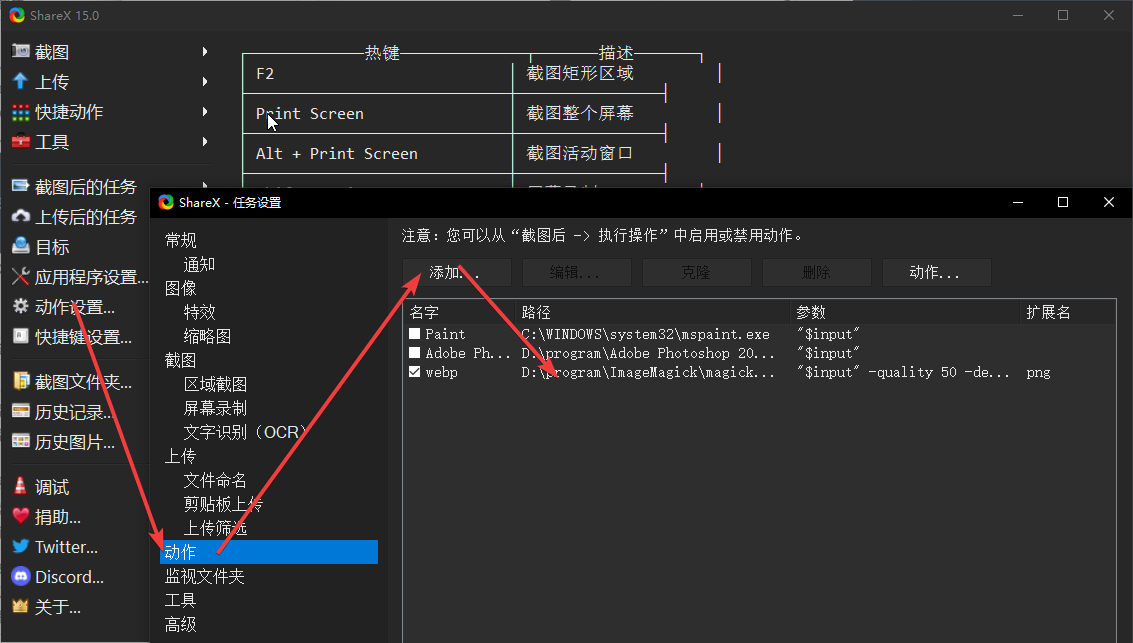 ShareX 15.0
截图
上传
快捷动作
工具
截图后的任务
上传后的任务
目标
应用程序设置...
动作设置...
快捷键设置...
截图文件夹...
历史记录...
历史图片...
调试
捐助...
Twitter...
Discord...
关于...
热键 描述
F2 截图矩形区域
Print Screen 截图整个屏幕
Alt + Print Screen 截图活动窗口
ShareX - 任务设置
常规
通知
图像
特效
缩略图
截图
区域截图
屏幕录制
文字识别（OCR）
上传
文件命名
剪贴板上传
上传筛选
动作
监视文件夹
工具
高级
注意：您可以从“截图后 -> 执行操作”中启用或禁用动作。
添加... 编辑... 克隆 删除 动作...
名字 路径 参数 扩展名
Paint C:\WINDOWS\system32\mspaint.exe "$input"
Adobe Ph... D:\program\Adobe Photoshop 20... "$input"
webp D:\program\ImageMagick\magick... "$input" -quality 50 -de... png